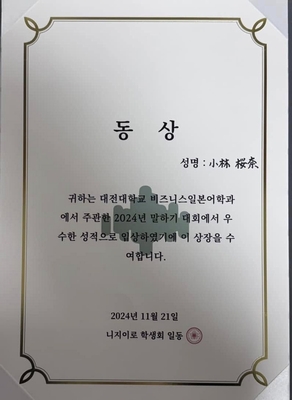 동 상
성명 : 小林 桜奈
귀하는 대전대학교 비즈니스일본어학과
에서 주관한 2024년 말하기 대회에서 우
수한 성적으로 입상하였기에 이 상장을 수
여합니다.
2024년 11월 21일
니지이로 학생회 일동